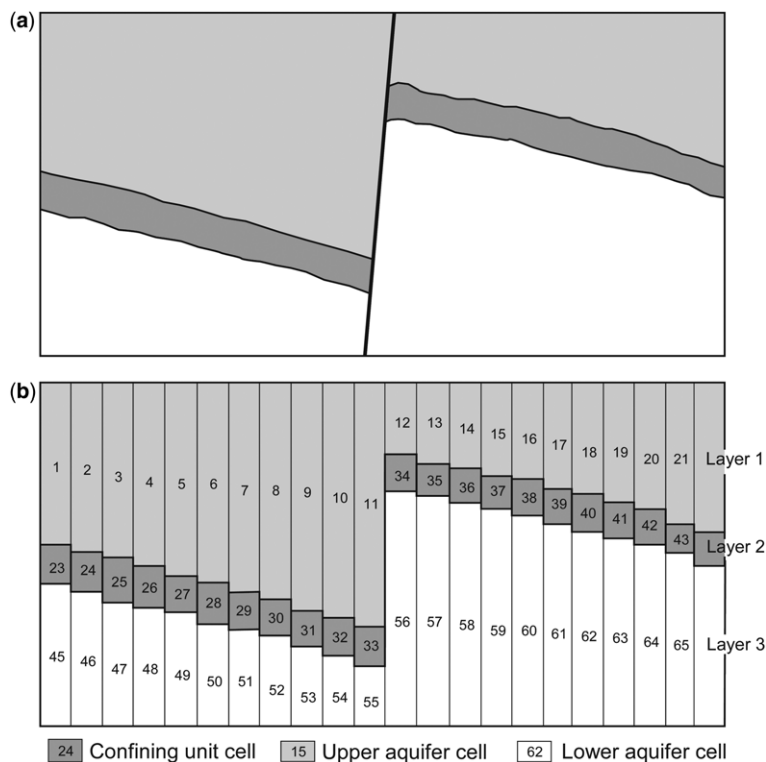 (a)
(b)
12 13 14 15 16 17 18 19 20 21 Layer 1
1 2 3 4 5 6 7 8 9 10 11
34 35 36 37 38 39 40 41 42 43 Layer 2
23 24 25 26 27 28 29 30 31 32 33
56 57 58 59 60 61 62 63 64 65 Layer 3
45 46 47 48 49 50 51 52 53 54 55
24 Confining unit cell 15 Upper aquifer cell 62 Lower aquifer cell